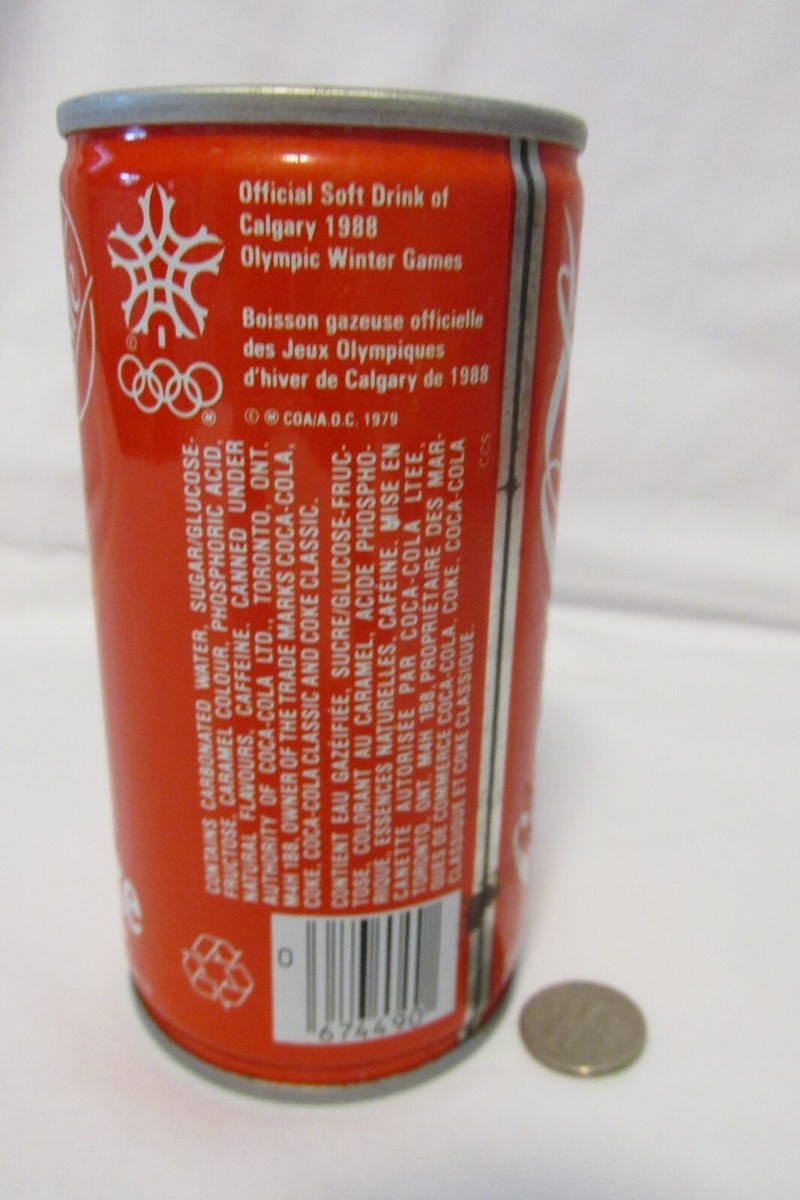 Official Soft Drink of
Calgary 1988
Olympic Winter Games
Boisson gazeuse officielle
des Jeux Olympiques
d'hiver de Calgary de 1988
© Ⓜ COA/A.O.C. 1979
CONTAINS CARBONATED WATER, SUGAR/GLUCOSE-
FRUCTOSE, CARAMEL COLOUR, PHOSPHORIC ACID,
NATURAL FLAVOURS, CAFFEINE. CANNED UNDER
AUTHORITY OF COCA-COLA LTD., TORONTO, ONT.
M4H 1B8, OWNER OF THE TRADE MARKS COCA-COLA,
COKE, COCA-COLA CLASSIC AND COKE CLASSIC.
CONTIENT EAU GAZÉIFIÉE, SUCRE/GLUCOSE-FRUC-
TOSE, COLORANT AU CARAMEL, ACIDE PHOSPHO-
RIQUE, ESSENCES NATURELLES, CAFÉINE. MISE EN
CANETTE AUTORISÉE PAR COCA-COLA LTEE,
TORONTO, ONT. M4H 1B8, PROPRIETAIRE DES MAR-
QUES DE COMMERCE COCA-COLA, COKE, COCA-COLA
CLASSIQUE ET COKE CLASSIQUE.
CCS
0
674490